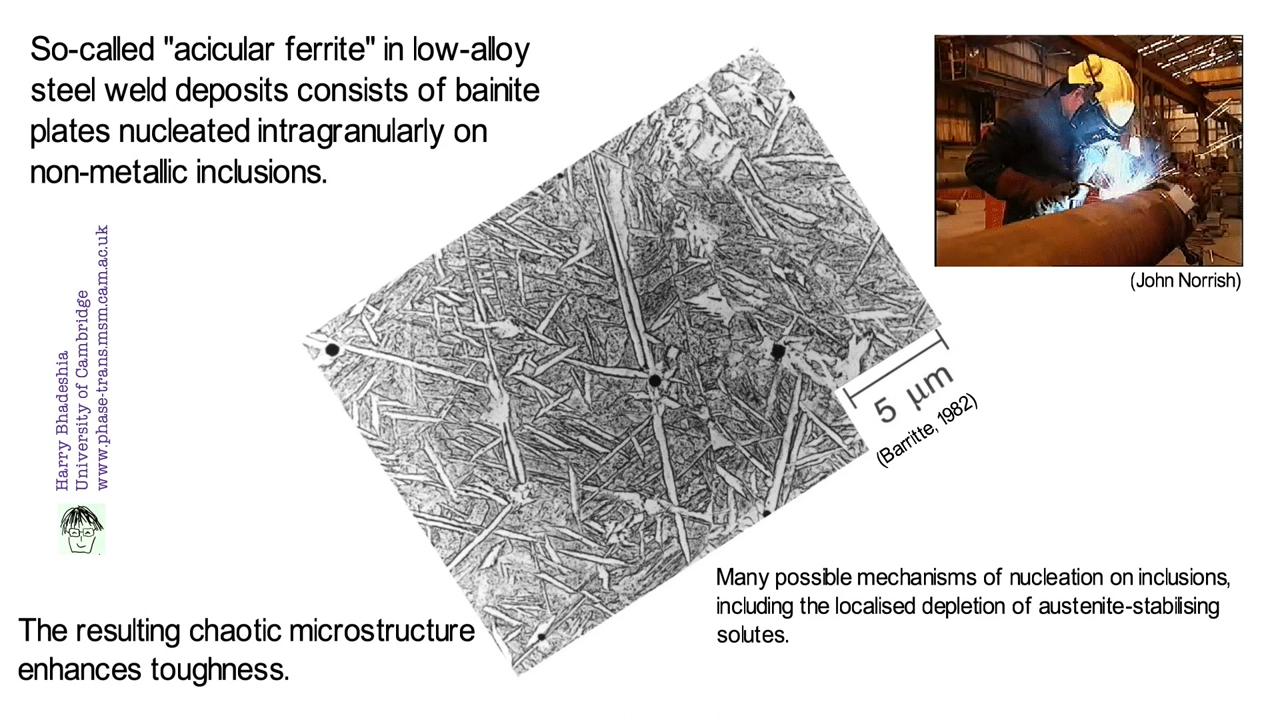 So-called "acicular ferrite" in low-alloy
steel weld deposits consists of bainite
plates nucleated intragranularly on
non-metallic inclusions.
(John Norrish)
Harry Bhadeshia
University of Cambridge
www.phase-trans.msm.cam.ac.uk
5 μm
(Barritte, 1982)
Many possible mechanisms of nucleation on inclusions,
including the localised depletion of austenite-stabilising
solutes.
The resulting chaotic microstructure
enhances toughness.